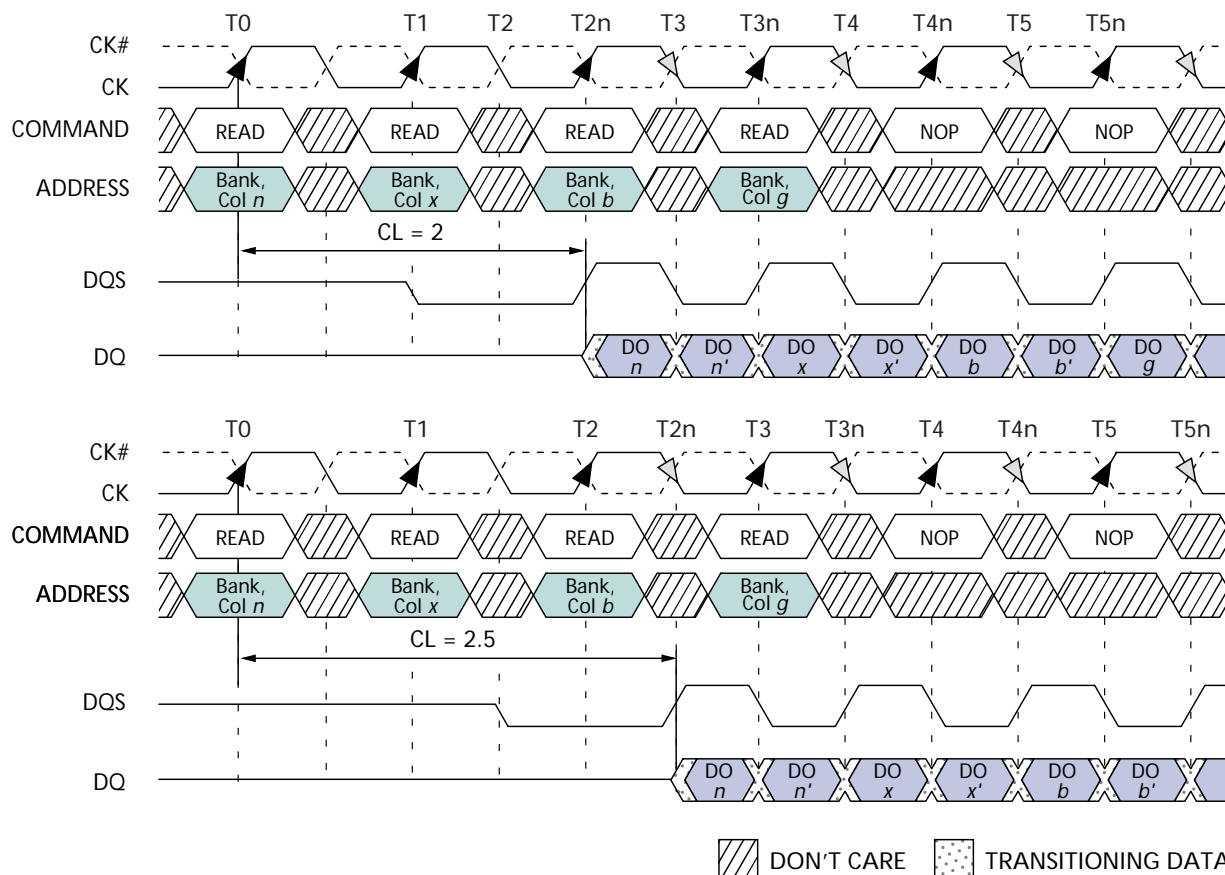 T0 T1 T2 T2n T3 T3n T4 T4n T5 T5n
CK#
CK
COMMAND READ READ READ READ NOP NOP
ADDRESS Bank, Col n Bank, Col x Bank, Col b Bank, Col g
CL = 2
DQS
DQ DO n DO n' DO x DO x' DO b DO b' DO g
T0 T1 T2 T2n T3 T3n T4 T4n T5 T5n
CK#
CK
COMMAND READ READ READ READ NOP NOP
ADDRESS Bank, Col n Bank, Col x Bank, Col b Bank, Col g
CL = 2.5
DQS
DQ DO n DO n' DO x DO x' DO b DO b'
DON'T CARE TRANSITIONING DATA